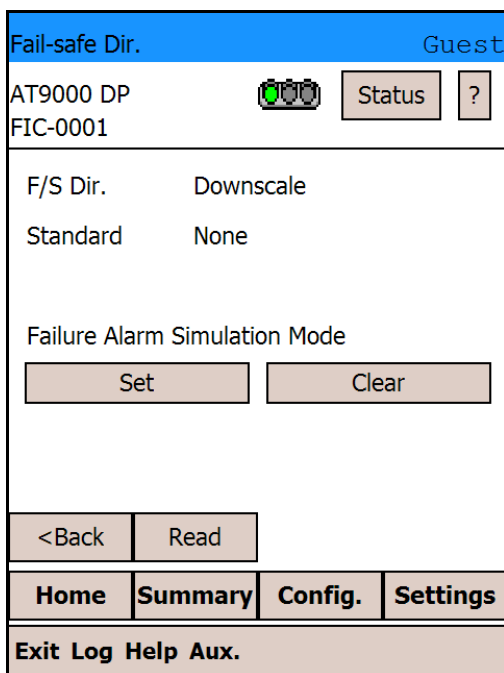 Fail-safe Dir. Guest
AT9000 DP Status ?
FIC-0001
F/S Dir. Downscale
Standard None
Failure Alarm Simulation Mode
Set Clear
<Back Read
Home Summary Config. Settings
Exit Log Help Aux.